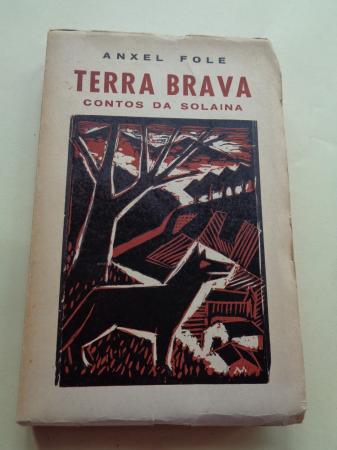 ANXEL FOLE
TERRA BRAVA
CONTOS DA SOLAINA